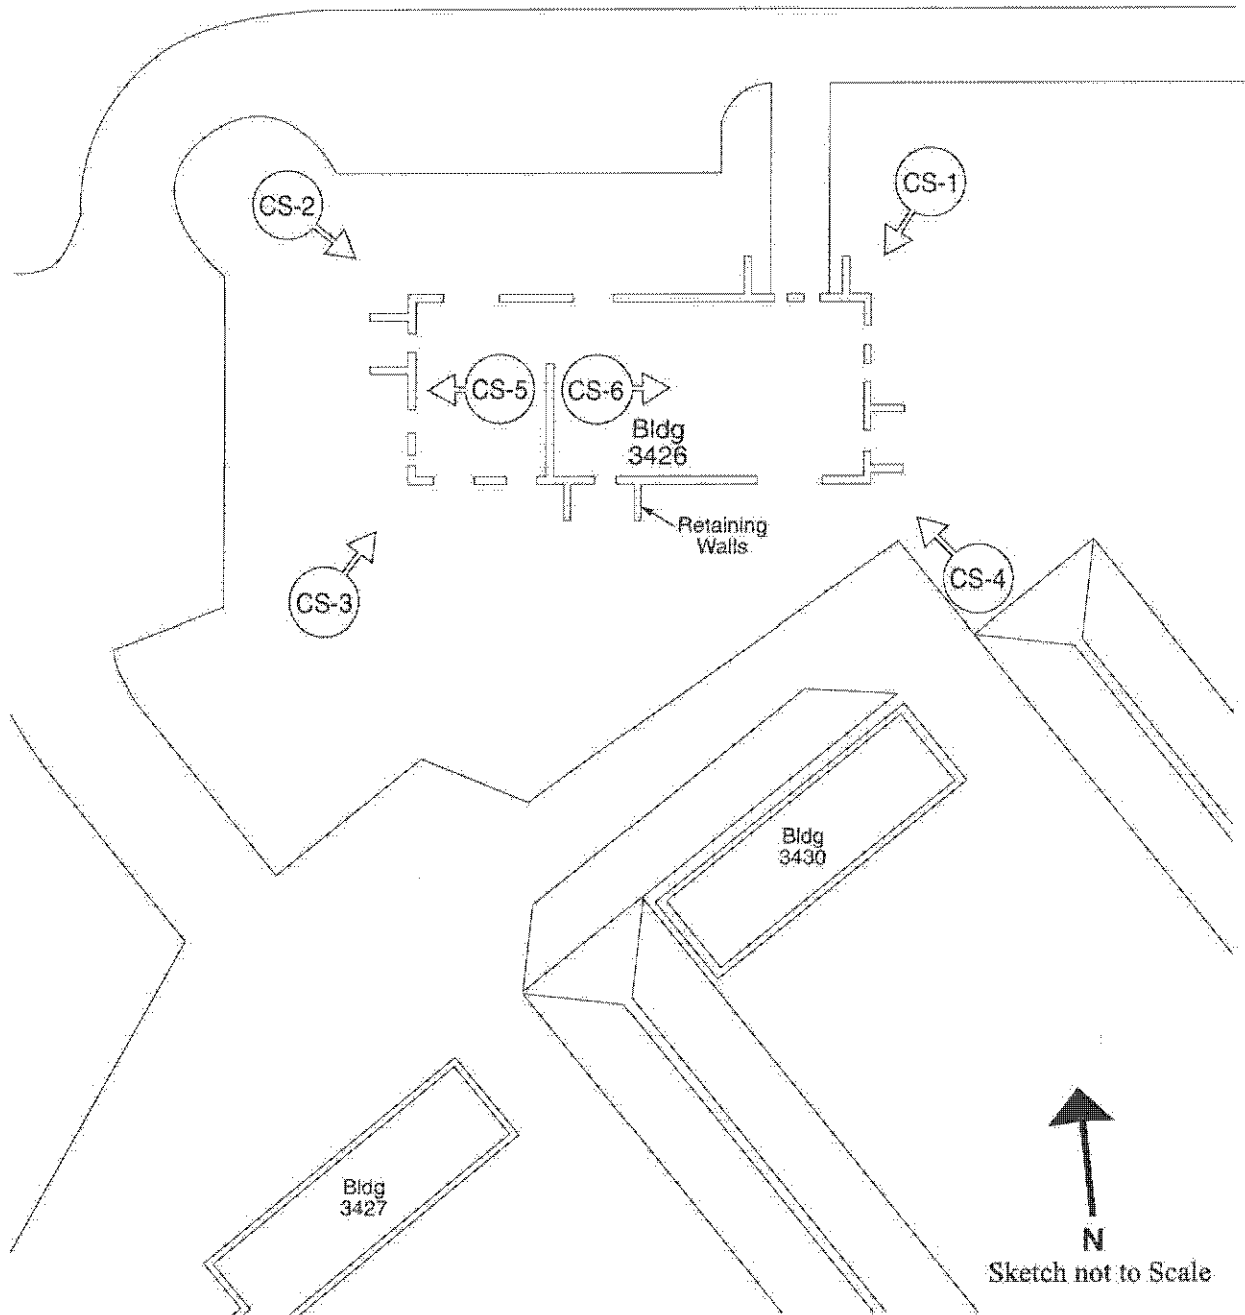 CS-1
CS-2
CS-5
CS-6
Bldg
3426
Retaining
Walls
CS-4
CS-3
Bldg
3430
Bldg
3427
N
Sketch not to Scale